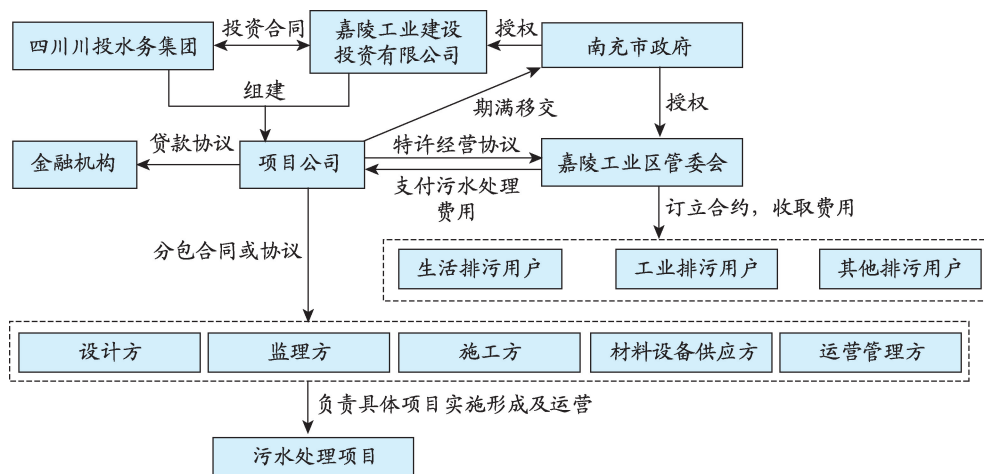 四川川投水务集团
投资合同
嘉陵工业建设
投资有限公司
授权
南充市政府
组建
期满移交
授权
金融机构
贷款协议
项目公司
特许经营协议
支付污水处理
费用
嘉陵工业区管委会
订立合约，收取费用
分包合同或协议
生活排污用户
工业排污用户
其他排污用户
设计方
监理方
施工方
材料设备供应方
运营管理方
负责具体项目实施形成及运营
污水处理项目